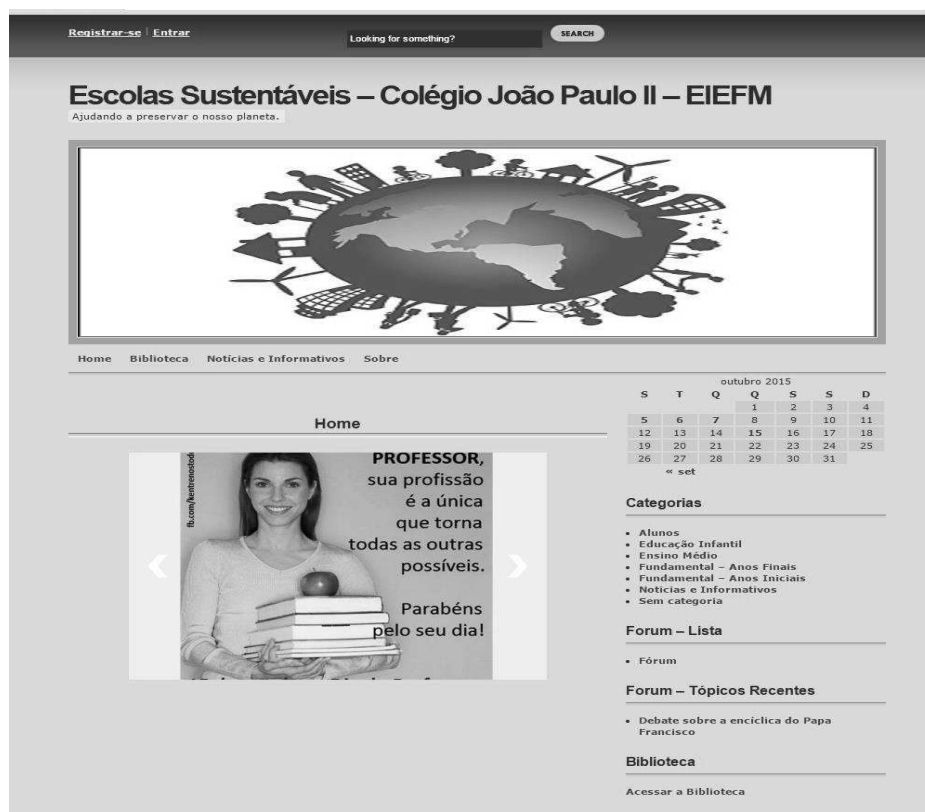 Registrar-se | Entrar
Looking for something?
SEARCH
Escolas Sustentáveis – Colégio João Paulo II – EIEFM
Ajudando a preservar o nosso planeta.
Home Biblioteca Notícias e Informativos Sobre
Home
fb.com/kentrenostodo
PROFESSOR,
sua profissão
é a única
que torna
todas as outras
possíveis.
Parabéns
pelo seu dia!
outubro 2015
S T Q Q S S D
1 2 3 4
5 6 7 8 9 10 11
12 13 14 15 16 17 18
19 20 21 22 23 24 25
26 27 28 29 30 31
« set
Categorias
Alunos
Educação Infantil
Ensino Médio
Fundamental – Anos Finais
Fundamental – Anos Iniciais
Noticias e Informativos
Sem categoria
Forum – Lista
Fórum
Forum – Tópicos Recentes
Debate sobre a encíclica do Papa
Francisco
Biblioteca
Acessar a Biblioteca